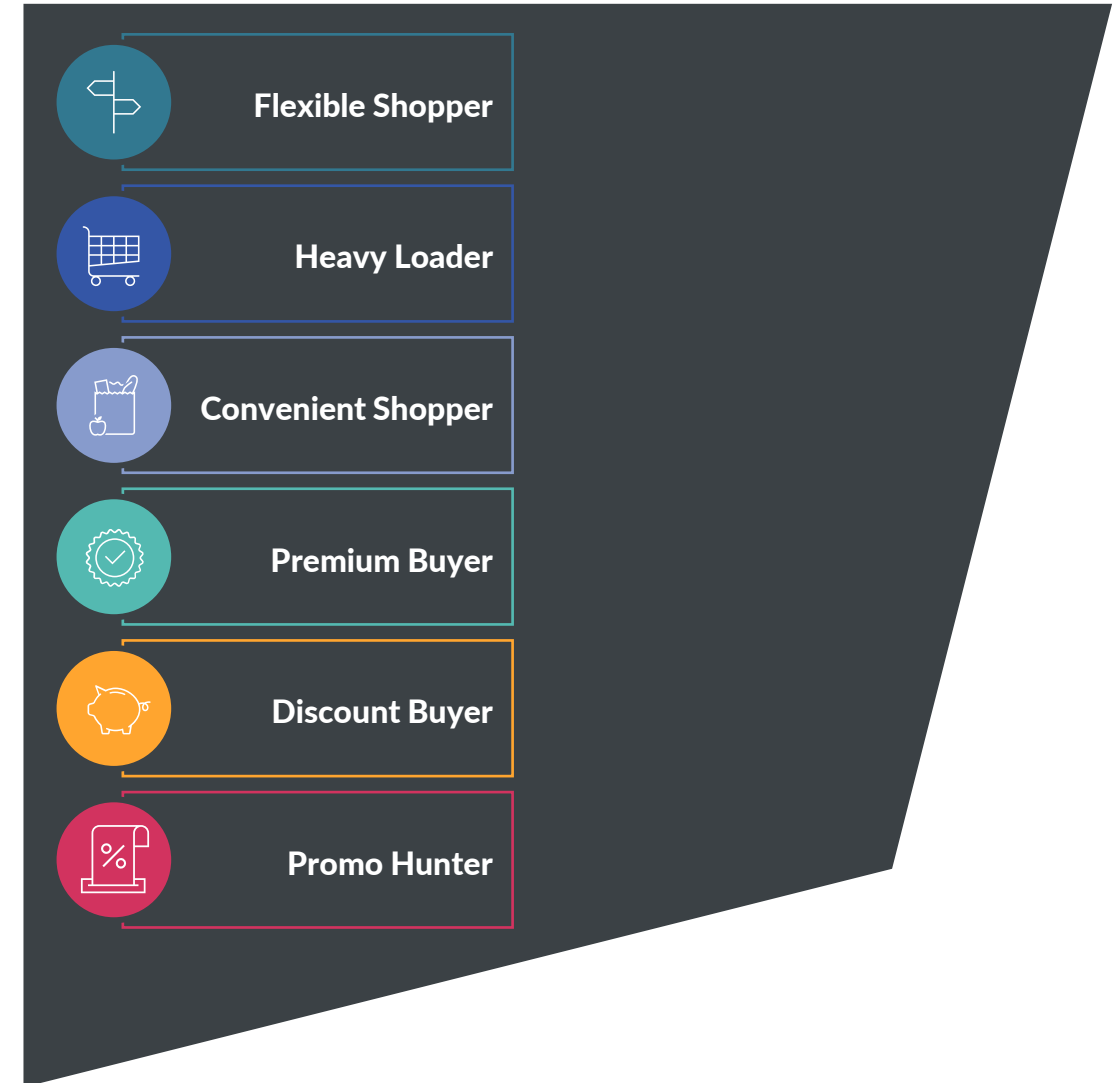 Flexible Shopper
Heavy Loader
Convenient Shopper
Premium Buyer
Discount Buyer
%
Promo Hunter